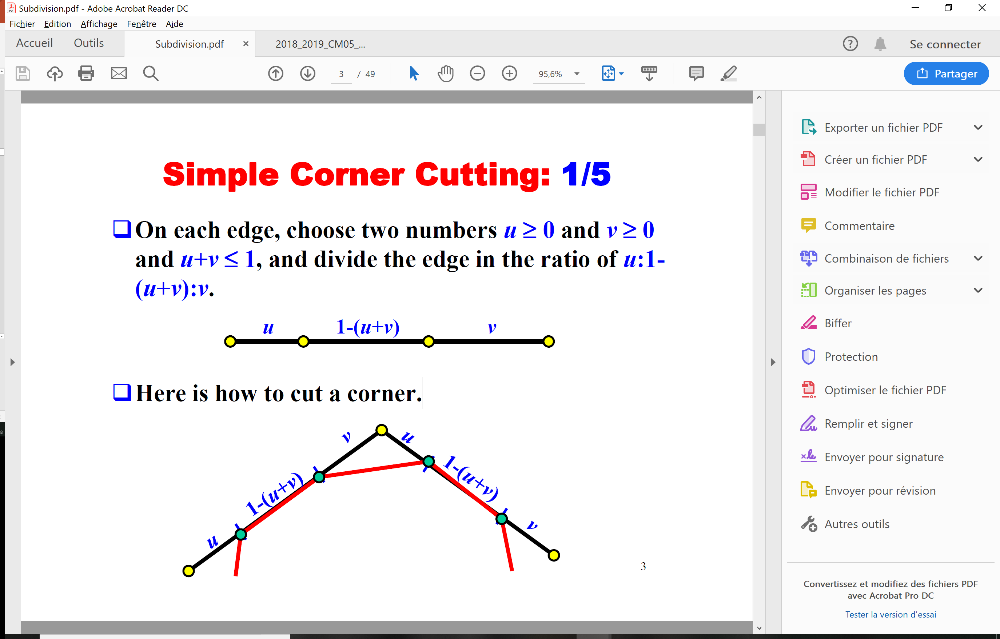 Subdivision.pdf - Adobe Acrobat Reader DC
Fichier Edition Affichage Fenêtre Aide
Accueil Outils Subdivision.pdf 2018_2019_CM05_... Se connecter
3 / 49 95,6% Partager
Simple Corner Cutting: 1/5
On each edge, choose two numbers u ≥ 0 and v ≥ 0
and u+v ≤ 1, and divide the edge in the ratio of u:1-
(u+v):v.
u 1-(u+v) v
Here is how to cut a corner.
v u
1-(u+v) 1-(u+v)
u v
3
Exporter un fichier PDF
Créer un fichier PDF
Modifier le fichier PDF
Commentaire
Combinaison de fichiers
Organiser les pages
Biffer
Protection
Optimiser le fichier PDF
Remplir et signer
Envoyer pour signature
Envoyer pour révision
Autres outils
Convertissez et modifiez des fichiers PDF
avec Acrobat Pro DC
Tester la version d'essai
8